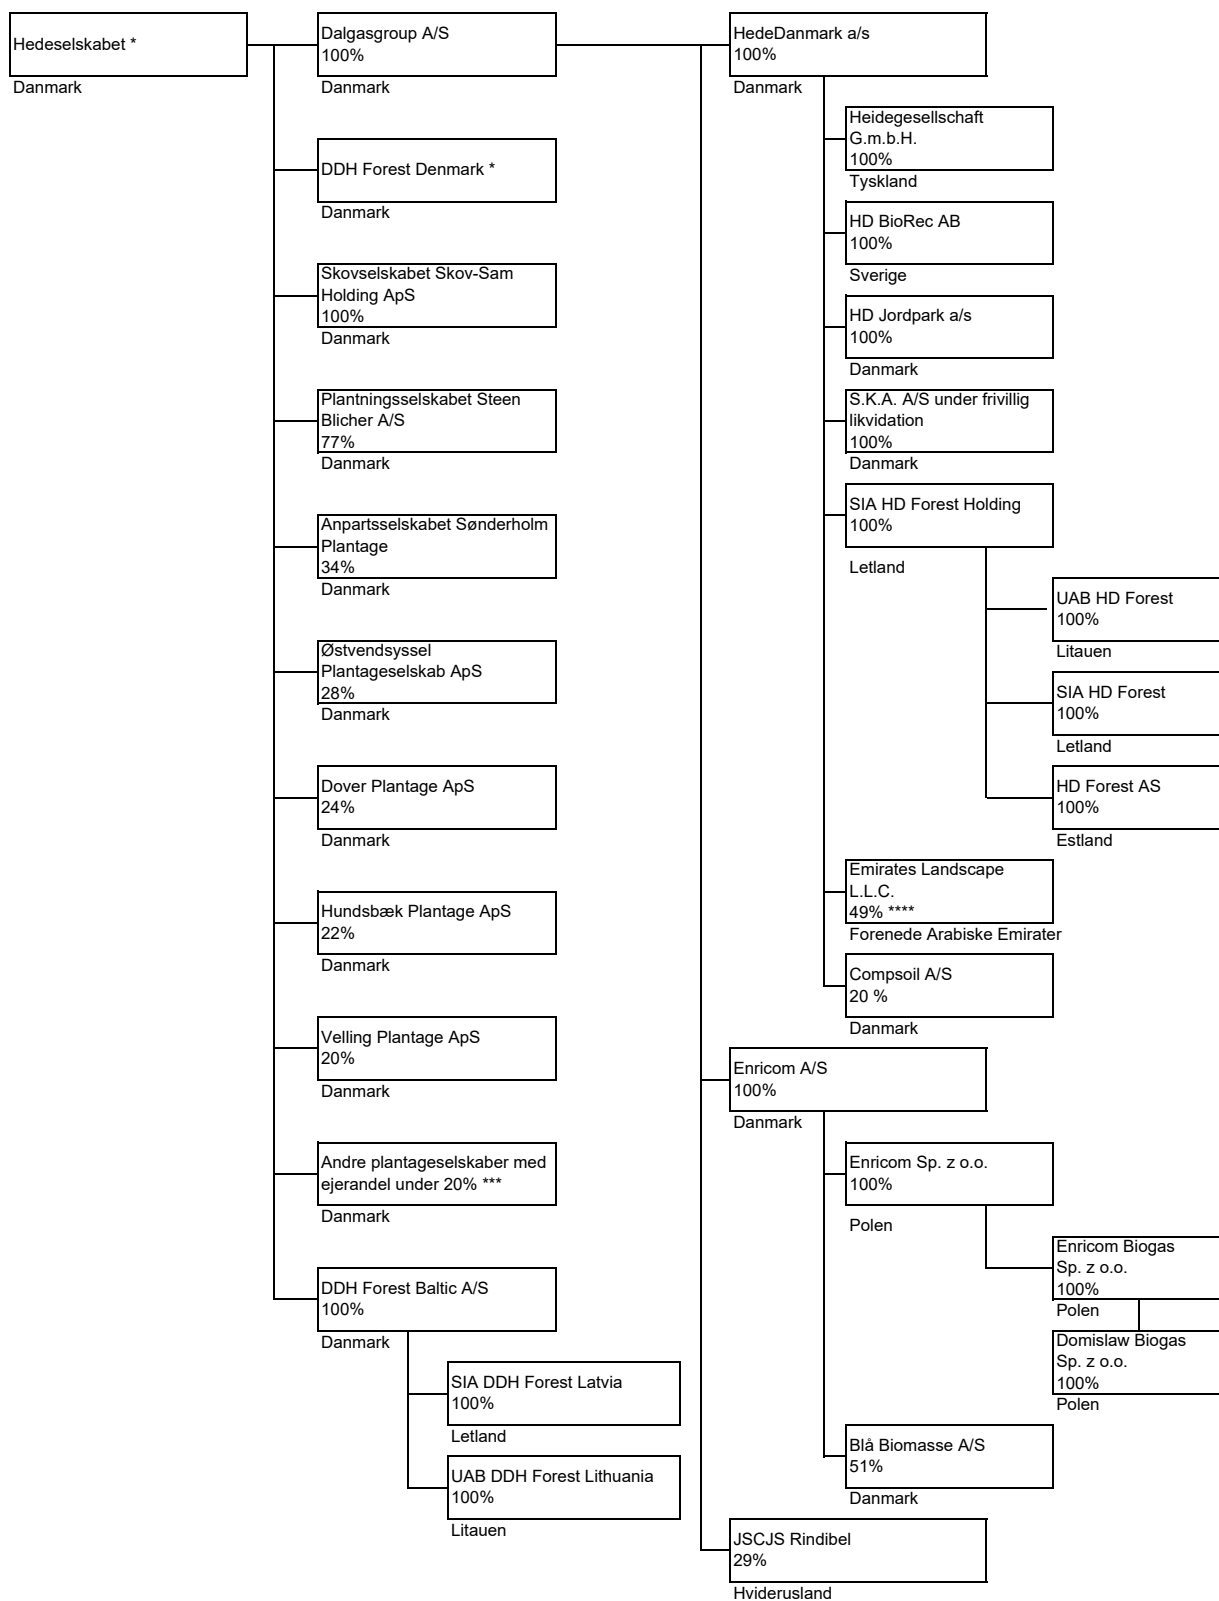 Hedeselskabet *
Danmark
Dalgasgroup A/S
100%
Danmark
DDH Forest Denmark *
Danmark
Skovselskabet Skov-Sam
Holding ApS
100%
Danmark
Plantningsselskabet Steen
Blicher A/S
77%
Danmark
Anpartsselskabet Sønderholm
Plantage
34%
Danmark
Østvendsyssel
Plantageselskab ApS
28%
Danmark
Dover Plantage ApS
24%
Danmark
Hundsbæk Plantage ApS
22%
Danmark
Velling Plantage ApS
20%
Danmark
Andre plantageselskaber med
ejerandel under 20% ***
Danmark
DDH Forest Baltic A/S
100%
Danmark
SIA DDH Forest Latvia
100%
Letland
UAB DDH Forest Lithuania
100%
Litauen
HedeDanmark a/s
100%
Danmark
Heidegesellschaft
G.m.b.H.
100%
Tyskland
HD BioRec AB
100%
Sverige
HD Jordpark a/s
100%
Danmark
S.K.A. A/S under frivillig
likvidation
100%
Danmark
SIA HD Forest Holding
100%
Letland
UAB HD Forest
100%
Litauen
SIA HD Forest
100%
Letland
HD Forest AS
100%
Estland
Emirates Landscape
L.L.C.
49% ****
Forenede Arabiske Emirater
Compsoil A/S
20 %
Danmark
Enricom A/S
100%
Danmark
Enricom Sp. z o.o.
100%
Polen
Enricom Biogas
Sp. z o.o.
100%
Polen
Domislaw Biogas
Sp. z o.o.
100%
Polen
Blå Biomasse A/S
51%
Danmark
JSCJS Rindibel
29%
Hviderusland